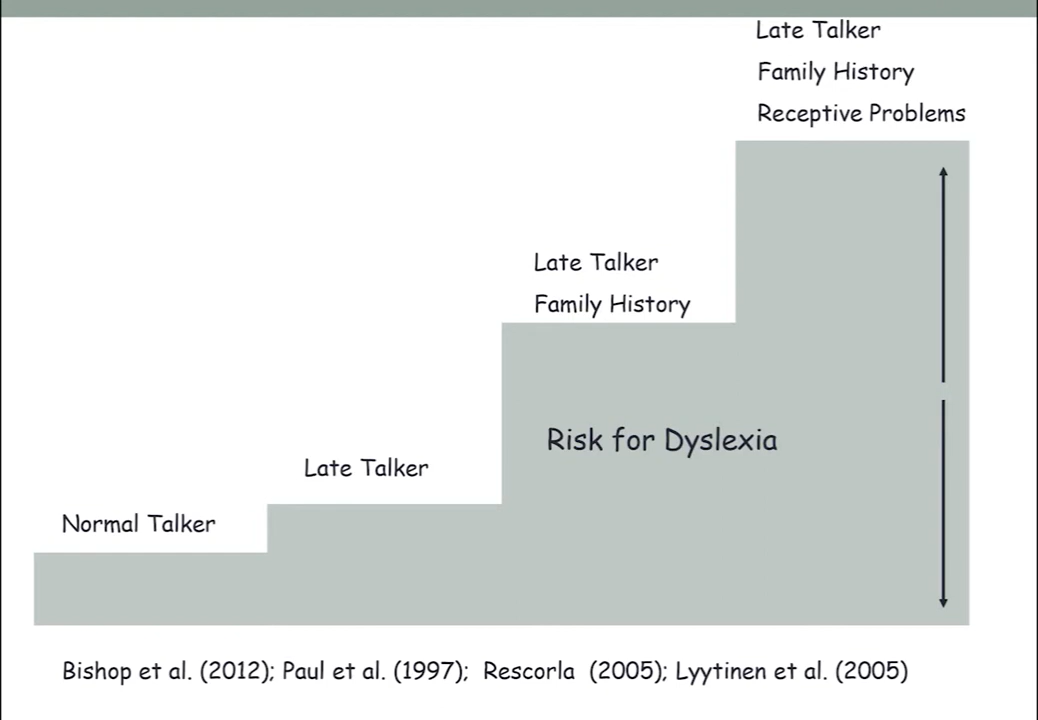 Late Talker
Family History
Receptive Problems
Late Talker
Family History
Risk for Dyslexia
Late Talker
Normal Talker
Bishop et al. (2012); Paul et al. (1997); Rescorla (2005); Lyytinen et al. (2005)